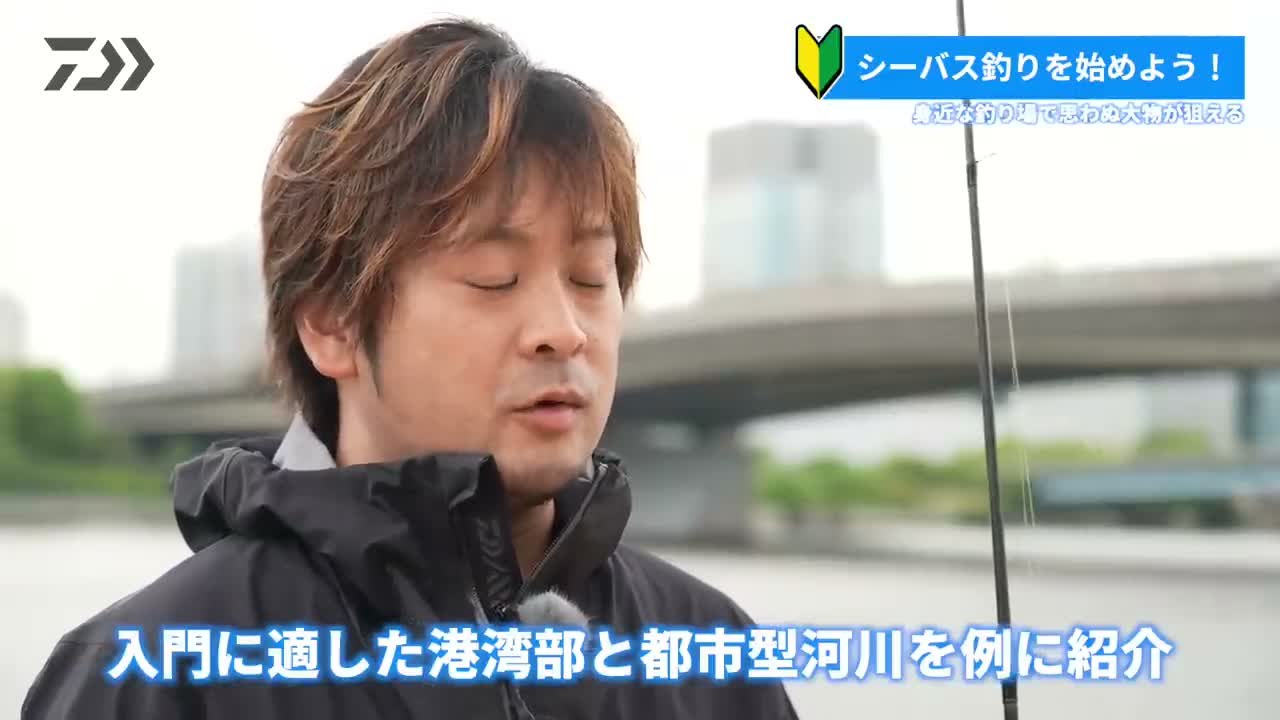 シーバス釣りを始めよう！
身近な釣り場で思わぬ大物が狙える
入門に適した港湾部と都市型河川を例に紹介